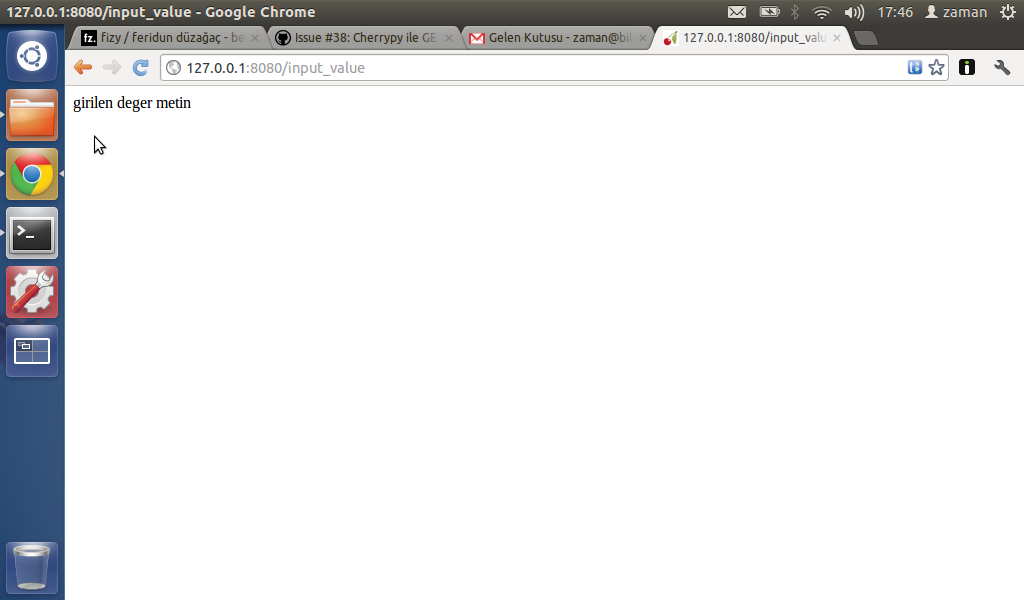 127.0.0.1:8080/input_value - Google Chrome
17:46 zaman
fz. fizy / feridun düzağaç - be
Issue #38: Cherrypy ile GE
Gelen Kutusu - zaman@bil
127.0.0.1:8080/input_valu
127.0.0.1:8080/input_value
girilen deger metin